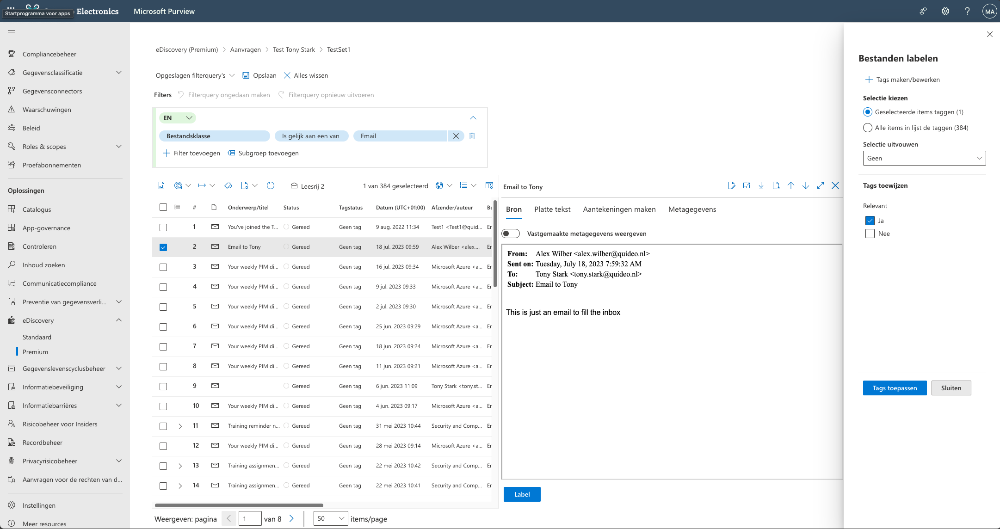 Startprogramma voor apps
Electronics
Microsoft Purview
MA
Compliancebeheer
Gegevensclassificatie
Gegevensconnectors
Waarschuwingen
Beleid
Roles & scopes
Proefabonnementen
Oplossingen
Catalogus
App-governance
Controleren
Inhoud zoeken
Communicatiecompliance
Preventie van gegevensverli...
eDiscovery
Standaard
Premium
Gegevenslevenscyclusbeheer
Informatiebeveiliging
Informatiebarrières
Risicobeheer voor Insiders
Recordbeheer
Privacyrisicobeheer
Aanvragen voor de rechten van d...
Instellingen
Meer resources
eDiscovery (Premium) > Aanvragen > Test Tony Stark > TestSet1
Opgeslagen filterquery's Opslaan Alles wissen
Filters Filterquery ongedaan maken Filterquery opnieuw uitvoeren
EN
Bestandsklasse Is gelijk aan een van Email
Filter toevoegen Subgroep toevoegen
Leesrij 2 1 van 384 geselecteerd
# Onderwerp/titel Status Tagstatus Datum (UTC+01:00) Afzender/auteur Be
1 You've joined the T... Gereed Geen tag 9 aug. 2022 11:34 Test1 <Test1@quid... Er
2 Email to Tony Gereed Geen tag 18 jul. 2023 09:59 Alex Wilber <alex.... Er
3 Your weekly PIM di... Gereed Geen tag 16 jul. 2023 09:34 Microsoft Azure <a... Er
4 Your weekly PIM di... Gereed Geen tag 9 jul. 2023 09:33 Microsoft Azure <a... Er
5 Your weekly PIM di... Gereed Geen tag 2 jul. 2023 09:30 Microsoft Azure <a... Er
6 Your weekly PIM di... Gereed Geen tag 25 jun. 2023 09:29 Microsoft Azure <a... Er
7 Your weekly PIM di... Gereed Geen tag 18 jun. 2023 09:24 Microsoft Azure <a... Er
8 Your weekly PIM di... Gereed Geen tag 11 jun. 2023 09:21 Microsoft Azure <a... Er
9 Gereed Geen tag 6 jun. 2023 11:09 Tony Stark <tony.st... Er
10 Your weekly PIM di... Gereed Geen tag 4 jun. 2023 09:17 Microsoft Azure <a... Er
11 Training reminder n... Gereed Geen tag 31 mei 2023 10:44 Security and Comp... Er
12 Your weekly PIM di... Gereed Geen tag 28 mei 2023 09:14 Microsoft Azure <a... Er
13 Training assignmen... Gereed Geen tag 22 mei 2023 10:42 Security and Comp... Er
14 Training assignmen... Gereed Geen tag 22 mei 2023 10:41 Security and Comp... Er
Weergeven: pagina 1 van 8 50 items/page
Email to Tony
Bron Platte tekst Aantekeningen maken Metagegevens
Vastgemaakte metagegevens weergeven
From: Alex Wilber <alex.wilber@quideo.nl>
Sent on: Tuesday, July 18, 2023 7:59:32 AM
To: Tony Stark <tony.stark@quideo.nl>
Subject: Email to Tony
This is just an email to fill the inbox
Label
Bestanden labelen
Tags maken/bewerken
Selectie kiezen
Geselecteerde items taggen (1)
Alle items in lijst de taggen (384)
Selectie uitvouwen
Geen
Tags toewijzen
Relevant
Ja
Nee
Tags toepassen Sluiten